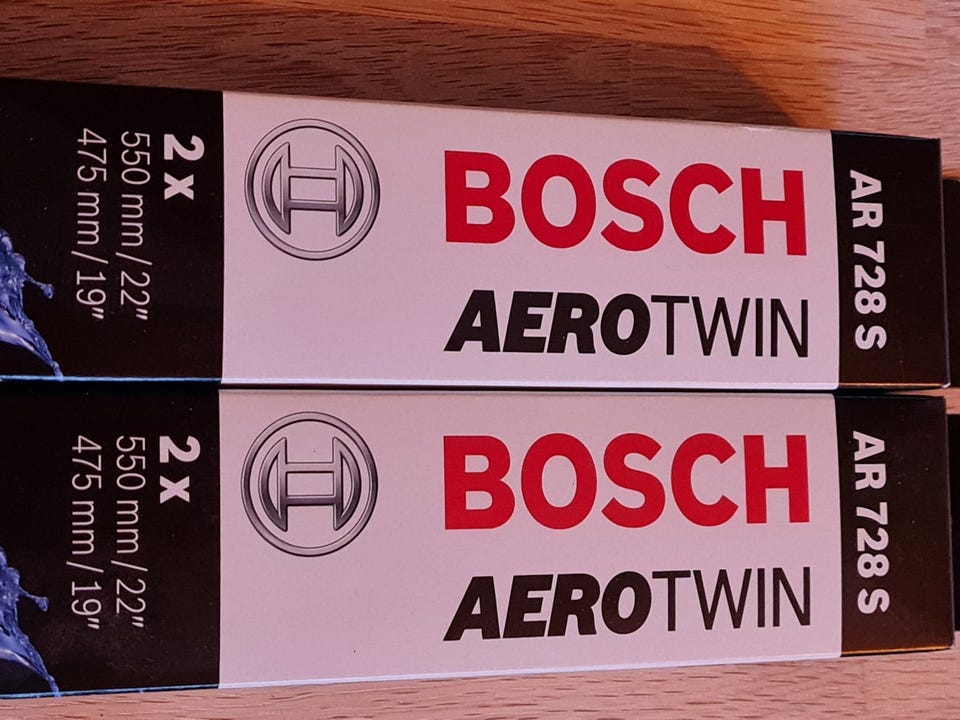 2 x
550 mm / 22"
475 mm / 19"
BOSCH
AEROTWIN
AR 728 S
2 x
550 mm / 22"
475 mm / 19"
BOSCH
AEROTWIN
AR 728 S